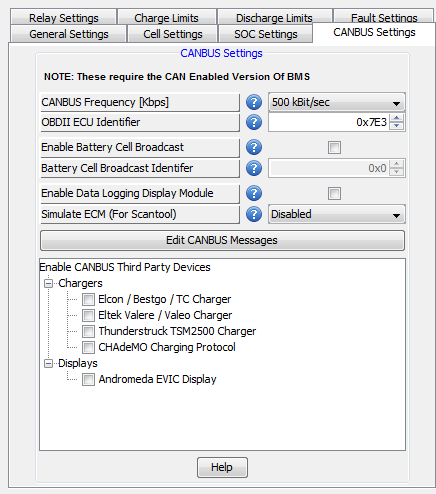 Relay Settings Charge Limits Discharge Limits Fault Settings
General Settings Cell Settings SOC Settings CANBUS Settings
CANBUS Settings
NOTE: These require the CAN Enabled Version Of BMS
CANBUS Frequency [Kbps] ? 500 kBit/sec
OBDII ECU Identifier ? 0x7E3
Enable Battery Cell Broadcast ?
Battery Cell Broadcast Identifer ? 0x0
Enable Data Logging Display Module ?
Simulate ECM (For Scantool) ? Disabled
Edit CANBUS Messages
Enable CANBUS Third Party Devices
Chargers
Elcon / Bestgo / TC Charger
Eltek Valere / Valeo Charger
Thunderstruck TSM2500 Charger
CHAdeMO Charging Protocol
Displays
Andromeda EVIC Display
Help